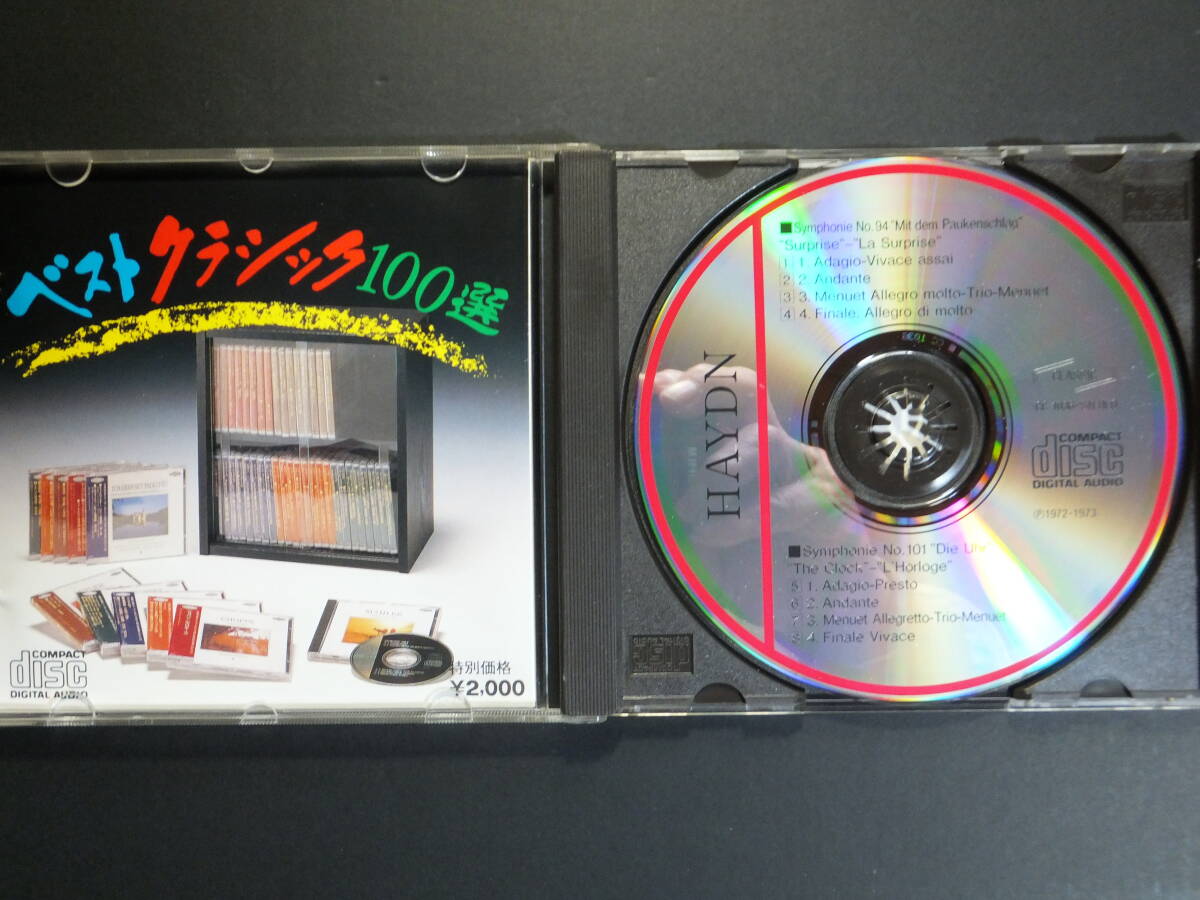 ベスト クラシック100選
CHOPIN
COMPACT
disc
DIGITAL AUDIO
特別価格
¥2,000
■Symphonie No.94 "Mit dem Paukenschlag"
"Surprise"–"La Surprise"
1 1. Adagio-Vivace assai
2 2. Andante
3 3. Menuet Allegro molto-Trio-Menuet
4 4. Finale. Allegro di molto
HAYDN
COMPACT
disc
DIGITAL AUDIO
℗1972-1973
■Symphonie No.101 "Die Uhr"
"The Clock"–"L'Horloge"
5 1. Adagio-Presto
6 2. Andante
7 3. Menuet Allegretto-Trio-Menuet
8 4. Finale Vivace